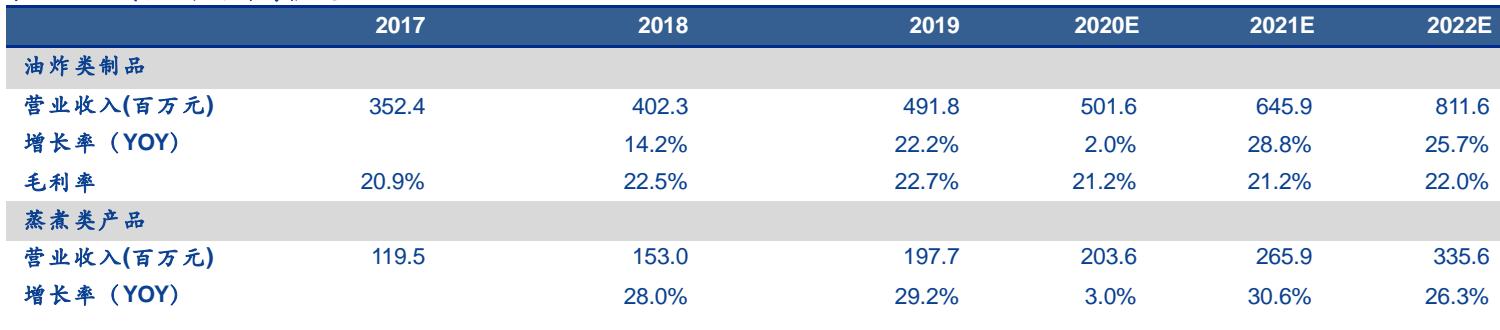 2017 2018 2019 2020E 2021E 2022E
油炸类制品
营业收入(百万元) 352.4 402.3 491.8 501.6 645.9 811.6
增长率（YOY） 14.2% 22.2% 2.0% 28.8% 25.7%
毛利率 20.9% 22.5% 22.7% 21.2% 21.2% 22.0%
蒸煮类产品
营业收入(百万元) 119.5 153.0 197.7 203.6 265.9 335.6
增长率（YOY） 28.0% 29.2% 3.0% 30.6% 26.3%